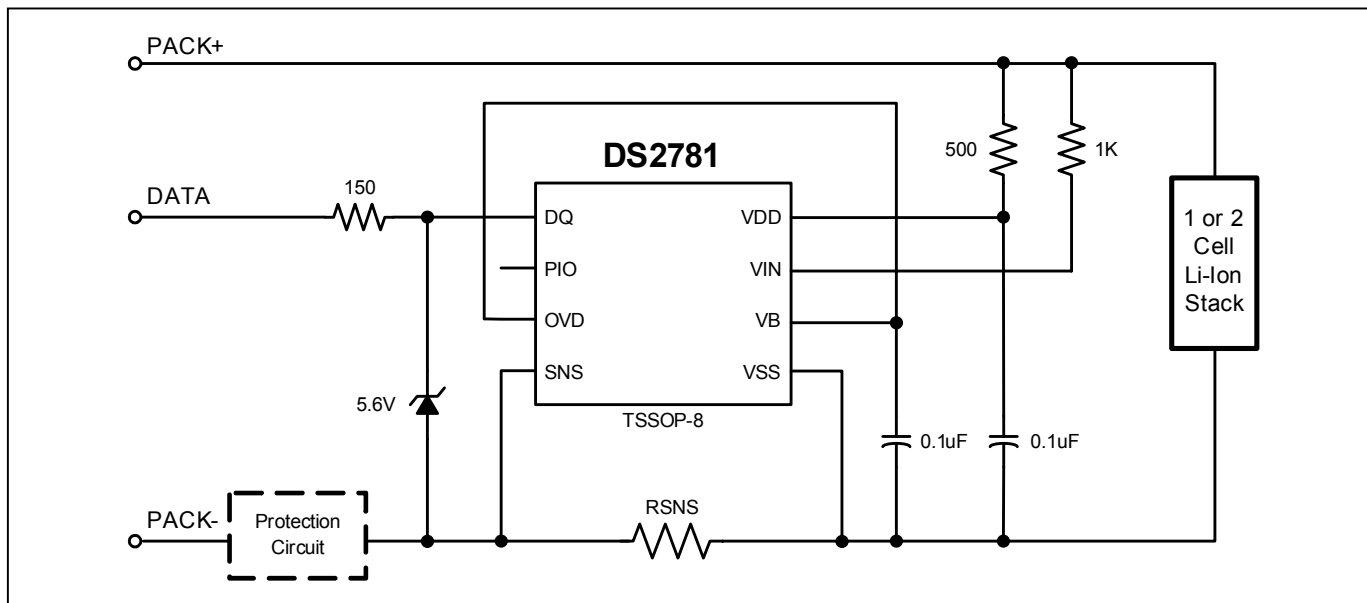 PACK+
DS2781
500
1K
DATA
150
DQ
VDD
PIO
VIN
OVD
VB
SNS
VSS
TSSOP-8
1 or 2
Cell
Li-Ion
Stack
5.6V
0.1uF
0.1uF
RSNS
PACK-
Protection
Circuit